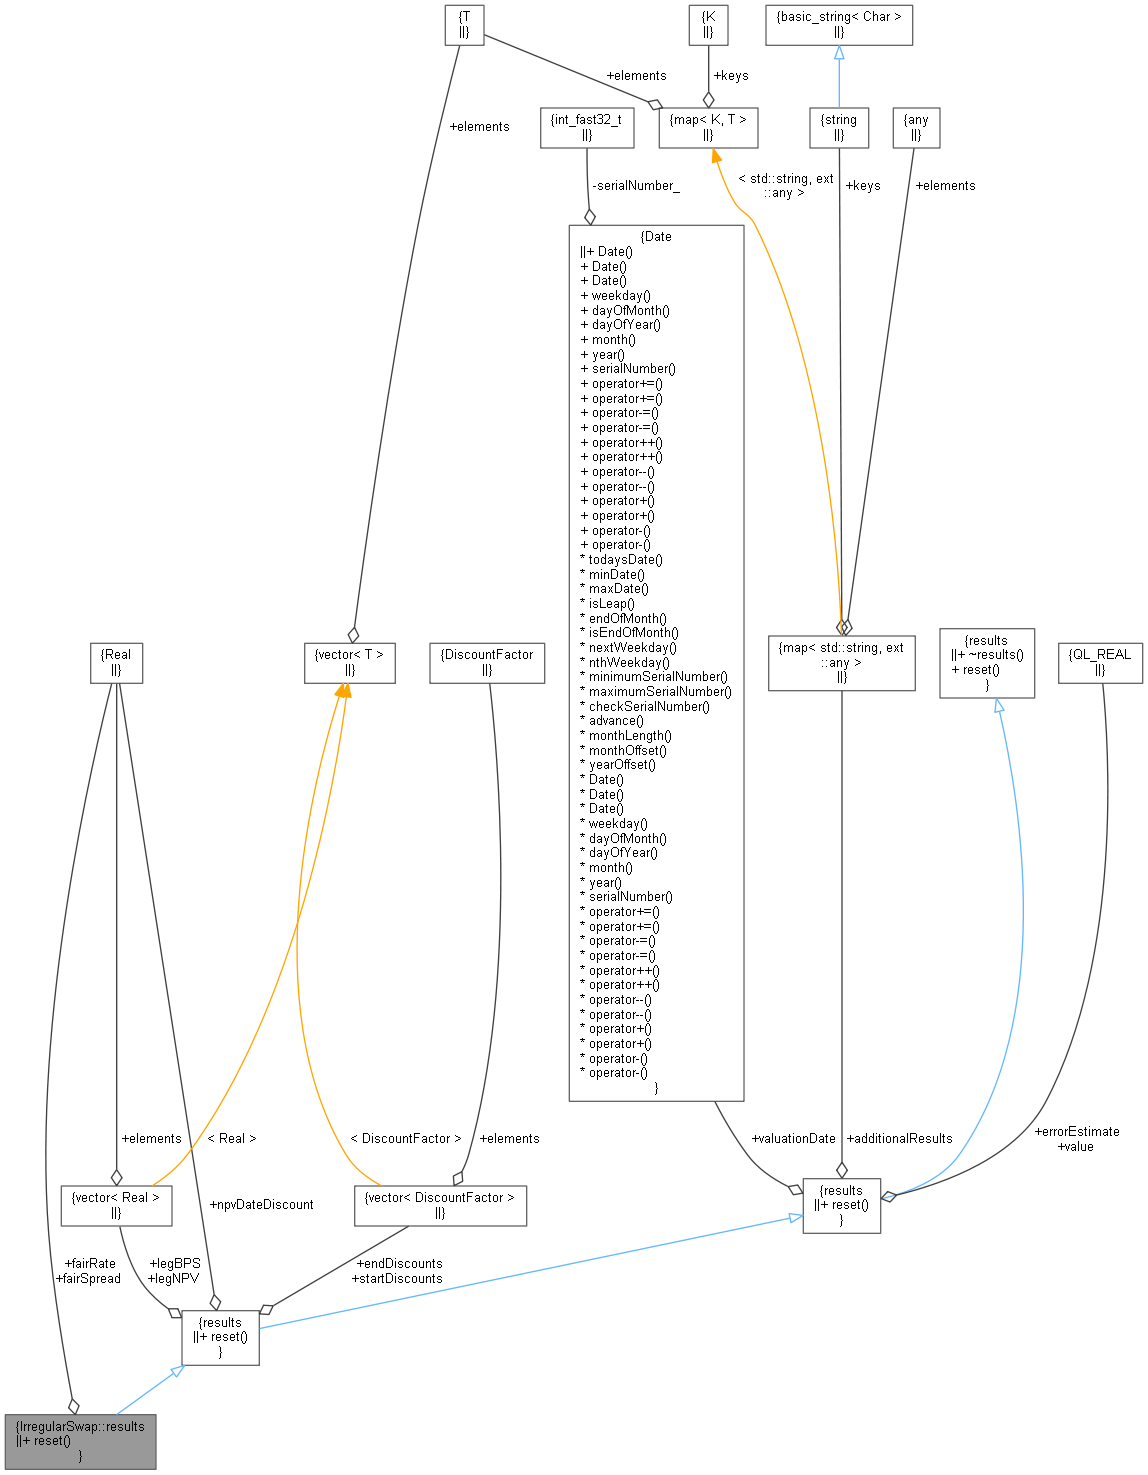 {T
||}
{K
||}
{basic_string< Char >
||}
+elements
+keys
+elements
{int_fast32_t
||}
{map< K, T >
||}
{string
||}
{any
||}
-serialNumber_
< std::string, ext
::any >
+keys
+elements
{Date
||+ Date()
+ Date()
+ Date()
+ weekday()
+ dayOfMonth()
+ dayOfYear()
+ month()
+ year()
+ serialNumber()
+ operator+=()
+ operator+=()
+ operator-=()
+ operator-=()
+ operator++()
+ operator++()
+ operator--()
+ operator--()
+ operator+()
+ operator+()
+ operator-()
+ operator-()
* todaysDate()
* minDate()
* maxDate()
* isLeap()
* endOfMonth()
* isEndOfMonth()
* nextWeekday()
* nthWeekday()
* minimumSerialNumber()
* maximumSerialNumber()
* checkSerialNumber()
* advance()
* monthLength()
* monthOffset()
* yearOffset()
* Date()
* Date()
* Date()
* weekday()
* dayOfMonth()
* dayOfYear()
* month()
* year()
* serialNumber()
* operator+=()
* operator+=()
* operator-=()
* operator-=()
* operator++()
* operator++()
* operator--()
* operator--()
* operator+()
* operator+()
* operator-()
* operator-()
}
{Real
||}
{vector< T >
||}
{DiscountFactor
||}
{map< std::string, ext
::any >
||}
{results
||+ ~results()
+ reset()
}
{QL_REAL
||}
+elements
< Real >
< DiscountFactor >
+elements
+valuationDate
+additionalResults
+errorEstimate
+value
{vector< Real >
||}
+npvDateDiscount
{vector< DiscountFactor >
||}
{results
||+ reset()
}
+fairRate
+fairSpread
+legBPS
+legNPV
+endDiscounts
+startDiscounts
{results
||+ reset()
}
{IrregularSwap::results
||+ reset()
}